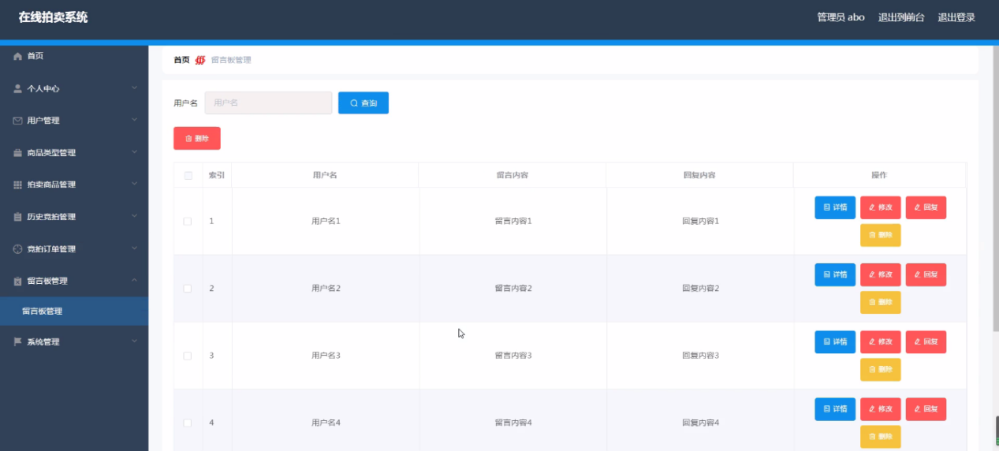 在线拍卖系统
管理员 abo 退出到前台 退出登录
首页
个人中心
用户管理
商品类型管理
拍卖商品管理
历史竞拍管理
竞拍订单管理
留言板管理
留言板管理
系统管理
首页 留言板管理
用户名 用户名 查询
删除
索引 用户名 留言内容 回复内容 操作
1 用户名1 留言内容1 回复内容1 详情 修改 回复
删除
2 用户名2 留言内容2 回复内容2 详情 修改 回复
删除
3 用户名3 留言内容3 回复内容3 详情 修改 回复
删除
4 用户名4 留言内容4 回复内容4 详情 修改 回复
删除